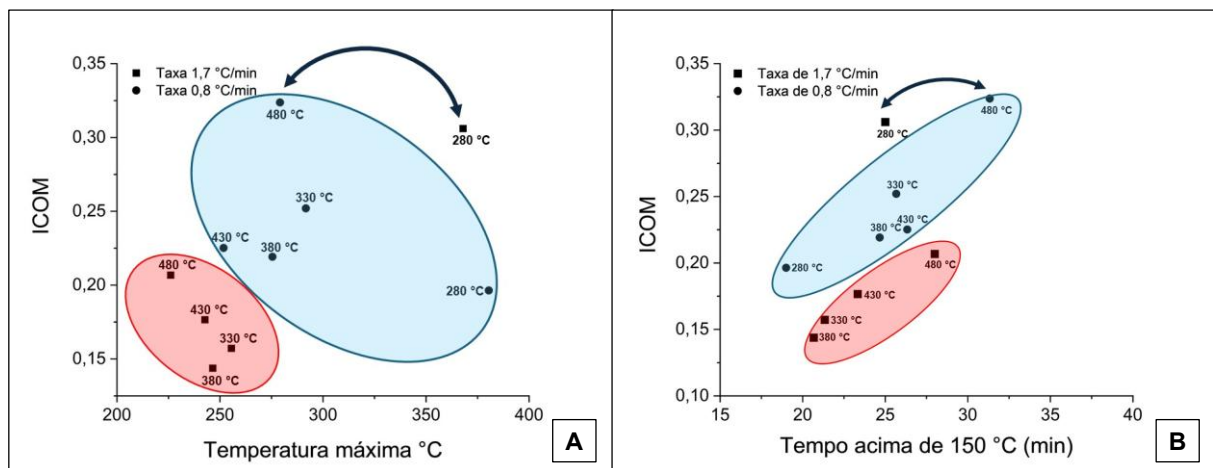 0,35
0,30
0,25
0,20
0,15
ICOM
Taxa 1,7 °C/min
Taxa 0,8 °C/min
480 °C
280 °C
330 °C
430 °C
380 °C
280 °C
480 °C
430 °C
330 °C
380 °C
200
250
300
350
400
Temperatura máxima °C
A
0,35
0,30
0,25
0,20
0,15
0,10
ICOM
Taxa de 1,7 °C/min
Taxa de 0,8 °C/min
480 °C
280 °C
330 °C
430 °C
380 °C
280 °C
480 °C
430 °C
330 °C
380 °C
15
20
25
30
35
40
Tempo acima de 150 °C (min)
B